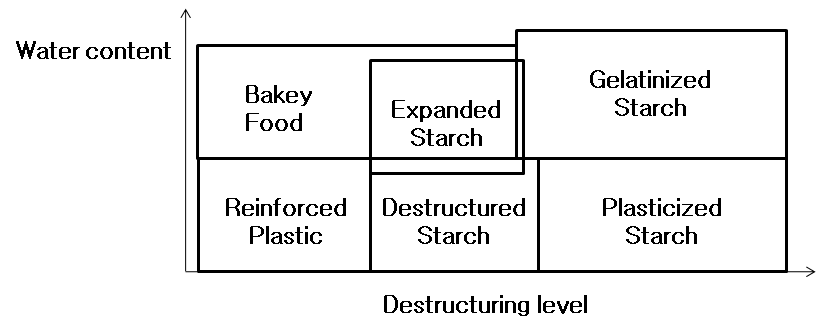 Water content
Bakey
Food
Expanded
Starch
Gelatinized
Starch
Reinforced
Plastic
Destructured
Starch
Plasticized
Starch
Destructuring level